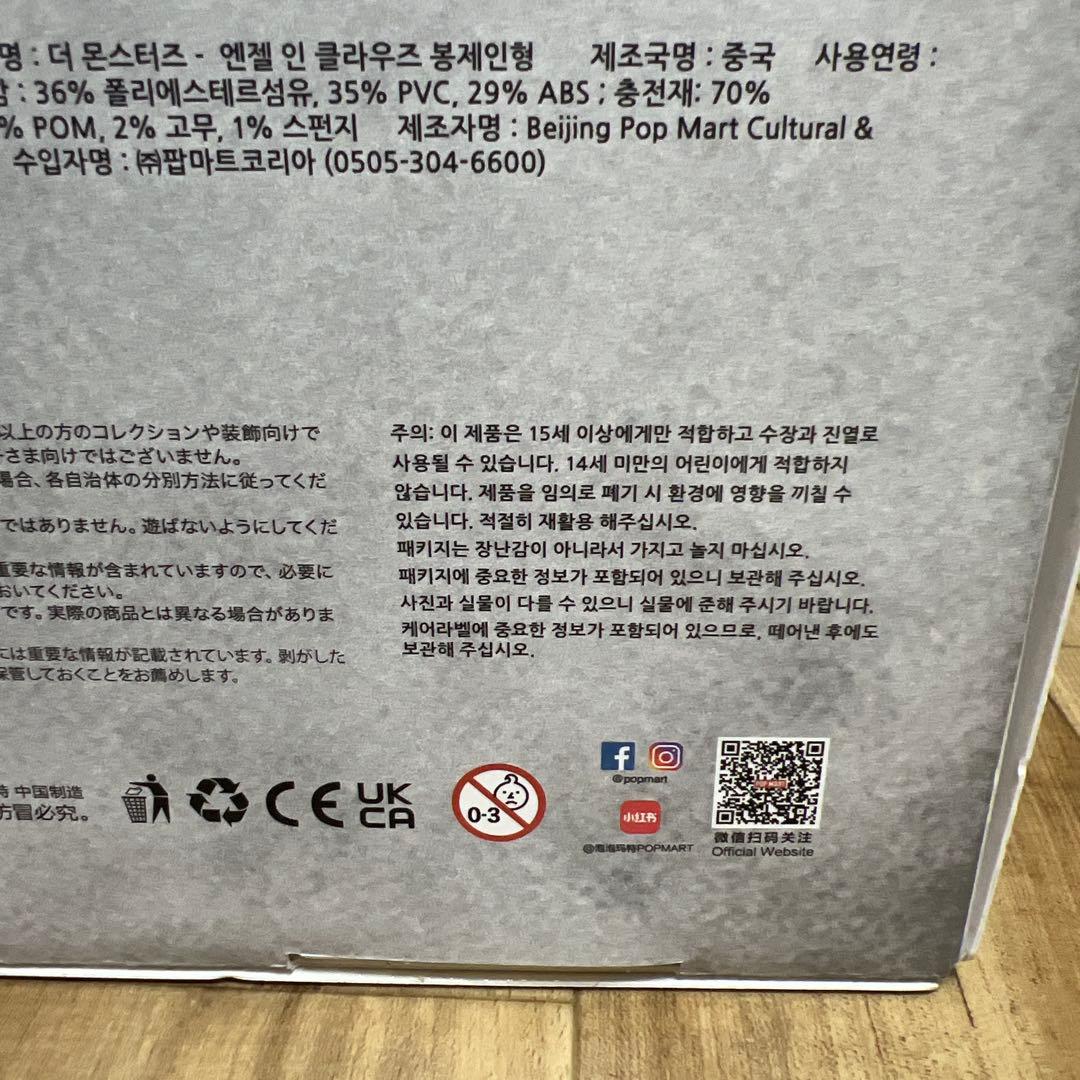 명 : 더 몬스터즈 - 엔젤 인 클라우즈 봉제인형 제조국명 : 중국 사용연령 :
: 36% 폴리에스테르섬유, 35% PVC, 29% ABS ; 충전재: 70%
% POM, 2% 고무, 1% 스펀지 제조자명 : Beijing Pop Mart Cultural &
수입자명 : ㈜팝마트코리아 (0505-304-6600)
以上の方のコレクションや装飾向けで
さま向けではございません。
場合、各自治体の分別方法に従ってくだ
ではありません。遊ばないようにしてくだ
重要な情報が含まれていますので、必要に
おいてください。
です。実際の商品とは異なる場合がありま
には重要な情報が記載されています。剥がした
保管しておくことをお薦めします。
주의: 이 제품은 15세 이상에게만 적합하고 수장과 진열로
사용될 수 있습니다. 14세 미만의 어린이에게 적합하지
않습니다. 제품을 임의로 폐기 시 환경에 영향을 끼칠 수
있습니다. 적절히 재활용 해주십시오.
패키지는 장난감이 아니라서 가지고 놀지 마십시오.
패키지에 중요한 정보가 포함되어 있으니 보관해 주십시오.
사진과 실물이 다를 수 있으니 실물에 준해 주시기 바랍니다.
케어라벨에 중요한 정보가 포함되어 있으므로, 떼어낸 후에도
보관해 주십시오.
特 中国制造
仿冒必究。
CE
UK
CA
0-3
@popmart
小红书
@泡泡玛特POPMART
POP MART
微信扫码关注
Official Website